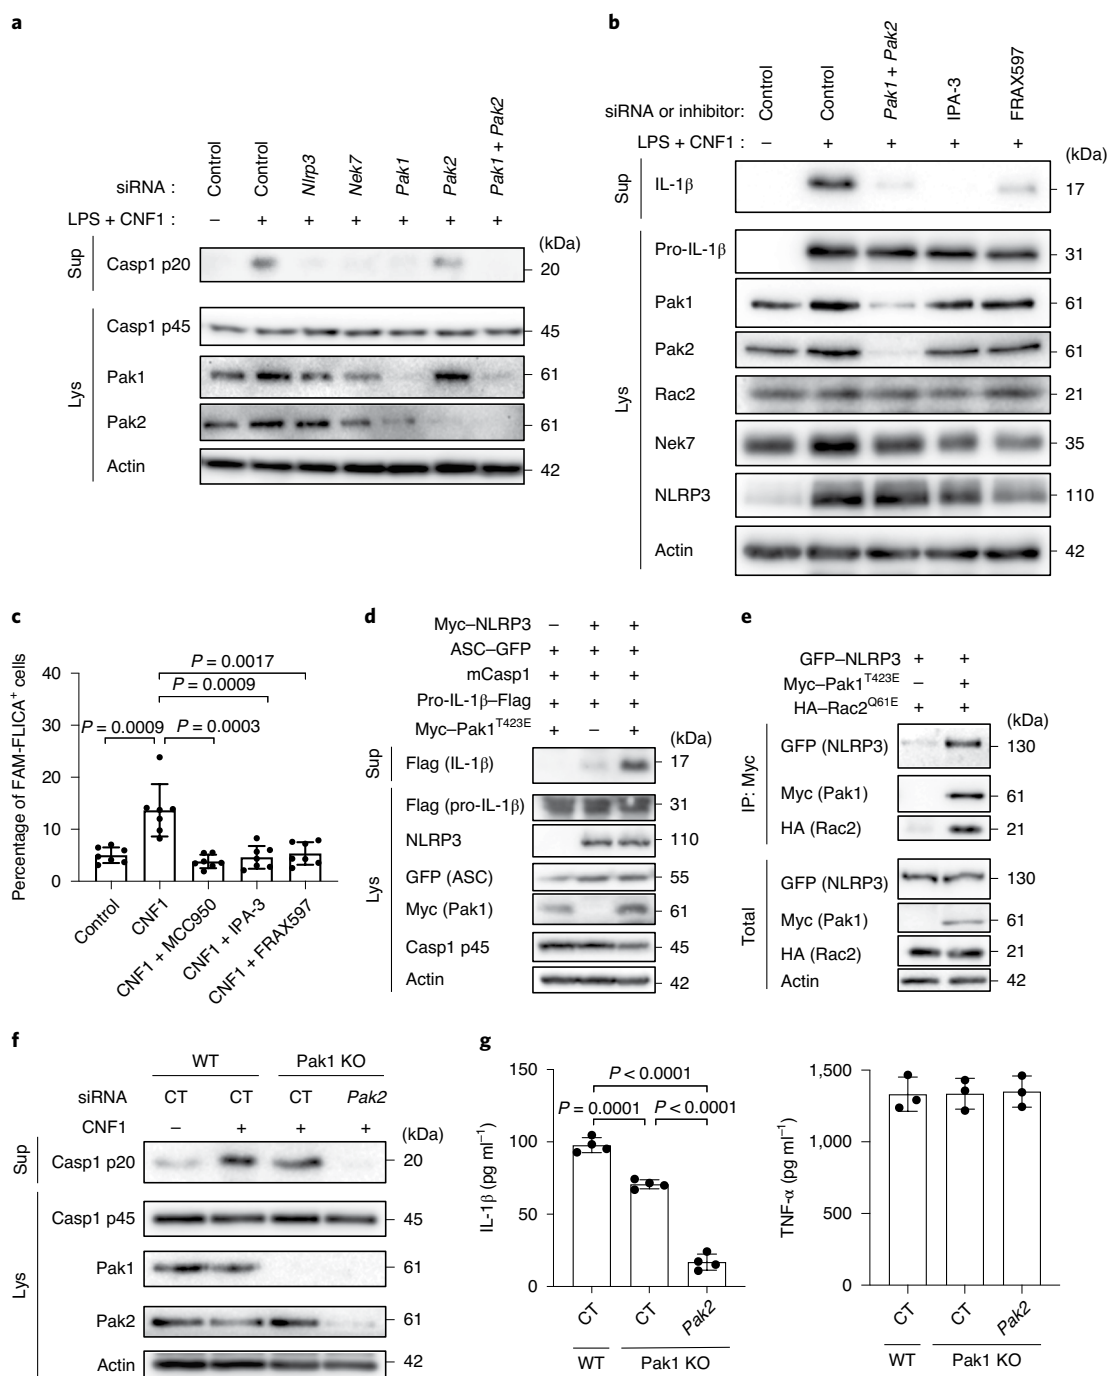 a
siRNA :
Control
Control
Nlrp3
Nek7
Pak1
Pak2
Pak1 + Pak2
LPS + CNF1 : – + + + + + +
(kDa)
Sup
Casp1 p20 20
Lys
Casp1 p45 45
Pak1 61
Pak2 61
Actin 42
b
siRNA or inhibitor:
Control
Control
Pak1 + Pak2
IPA-3
FRAX597
LPS + CNF1 : – + + + +
(kDa)
Sup
IL-1β 17
Lys
Pro-IL-1β 31
Pak1 61
Pak2 61
Rac2 21
Nek7 35
NLRP3 110
Actin 42
c
Percentage of FAM-FLICA⁺ cells
40
30
20
10
0
P = 0.0017
P = 0.0009
P = 0.0009
P = 0.0003
Control
CNF1
CNF1 + MCC950
CNF1 + IPA-3
CNF1 + FRAX597
d
Myc–NLRP3 – + +
ASC–GFP + + +
mCasp1 + + +
Pro-IL-1β–Flag + + +
Myc–Pak1ᵀ⁴²³ᴱ + – +
(kDa)
Sup
Flag (IL-1β) 17
Lys
Flag (pro-IL-1β) 31
NLRP3 110
GFP (ASC) 55
Myc (Pak1) 61
Casp1 p45 45
Actin 42
e
GFP–NLRP3 + +
Myc–Pak1ᵀ⁴²³ᴱ – +
HA–Rac2Q61E + +
(kDa)
IP: Myc
GFP (NLRP3) 130
Myc (Pak1) 61
HA (Rac2) 21
Total
GFP (NLRP3) 130
Myc (Pak1) 61
HA (Rac2) 21
Actin 42
f
WT Pak1 KO
siRNA CT CT CT Pak2
CNF1 – + + +
(kDa)
Sup
Casp1 p20 20
Lys
Casp1 p45 45
Pak1 61
Pak2 61
Actin 42
g
IL-1β (pg ml⁻¹)
150
100
50
0
P < 0.0001
P = 0.0001 P < 0.0001
CT CT Pak2
WT Pak1 KO
TNF-α (pg ml⁻¹)
1,500
1,000
500
0
CT CT Pak2
WT Pak1 KO